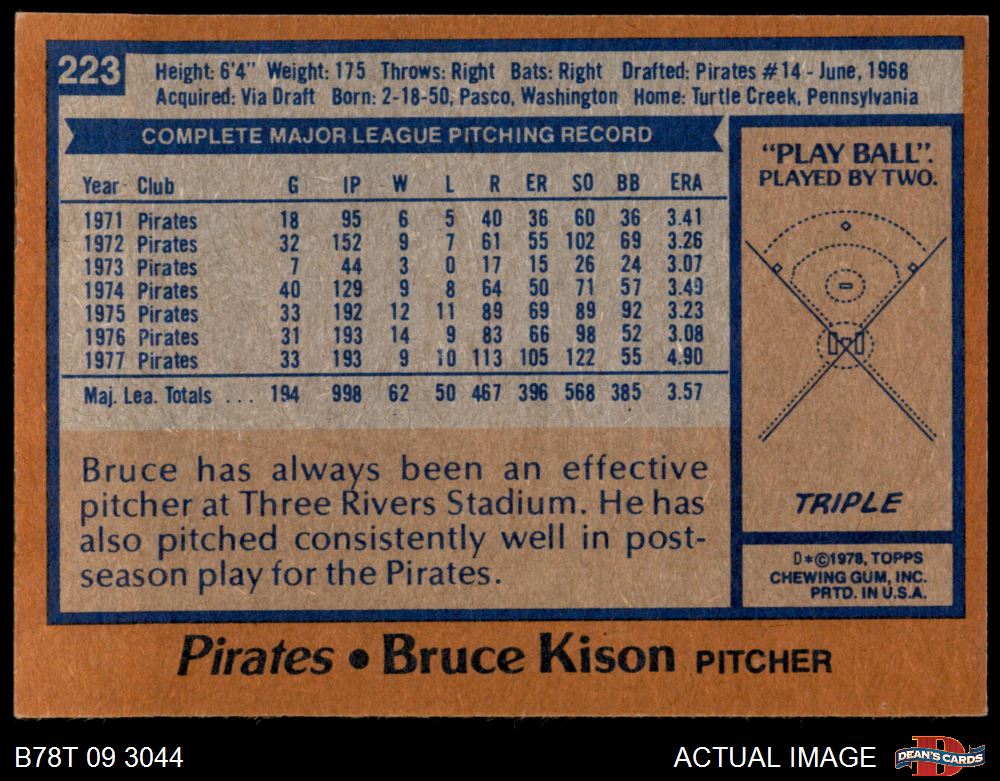 223
Height: 6'4" Weight: 175 Throws: Right Bats: Right Drafted: Pirates #14 - June, 1968
Acquired: Via Draft Born: 2-18-50, Pasco, Washington Home: Turtle Creek, Pennsylvania
COMPLETE MAJOR LEAGUE PITCHING RECORD
Year Club G IP W L R ER SO BB ERA
1971 Pirates 18 95 6 5 40 36 60 36 3.41
1972 Pirates 32 152 9 7 61 55 102 69 3.26
1973 Pirates 7 44 3 0 17 15 26 24 3.07
1974 Pirates 40 129 9 8 64 50 71 57 3.49
1975 Pirates 33 192 12 11 89 69 89 92 3.23
1976 Pirates 31 193 14 9 83 66 98 52 3.08
1977 Pirates 33 193 9 10 113 105 122 55 4.90
Maj. Lea. Totals ... 194 998 62 50 467 396 568 385 3.57
Bruce has always been an effective
pitcher at Three Rivers Stadium. He has
also pitched consistently well in post-
season play for the Pirates.
"PLAY BALL".
PLAYED BY TWO.
TRIPLE
D*©1978, TOPPS
CHEWING GUM, INC.
PRTD. IN U.S.A.
Pirates • Bruce Kison PITCHER
B78T 09 3044
ACTUAL IMAGE
D
DEAN'S CARDS